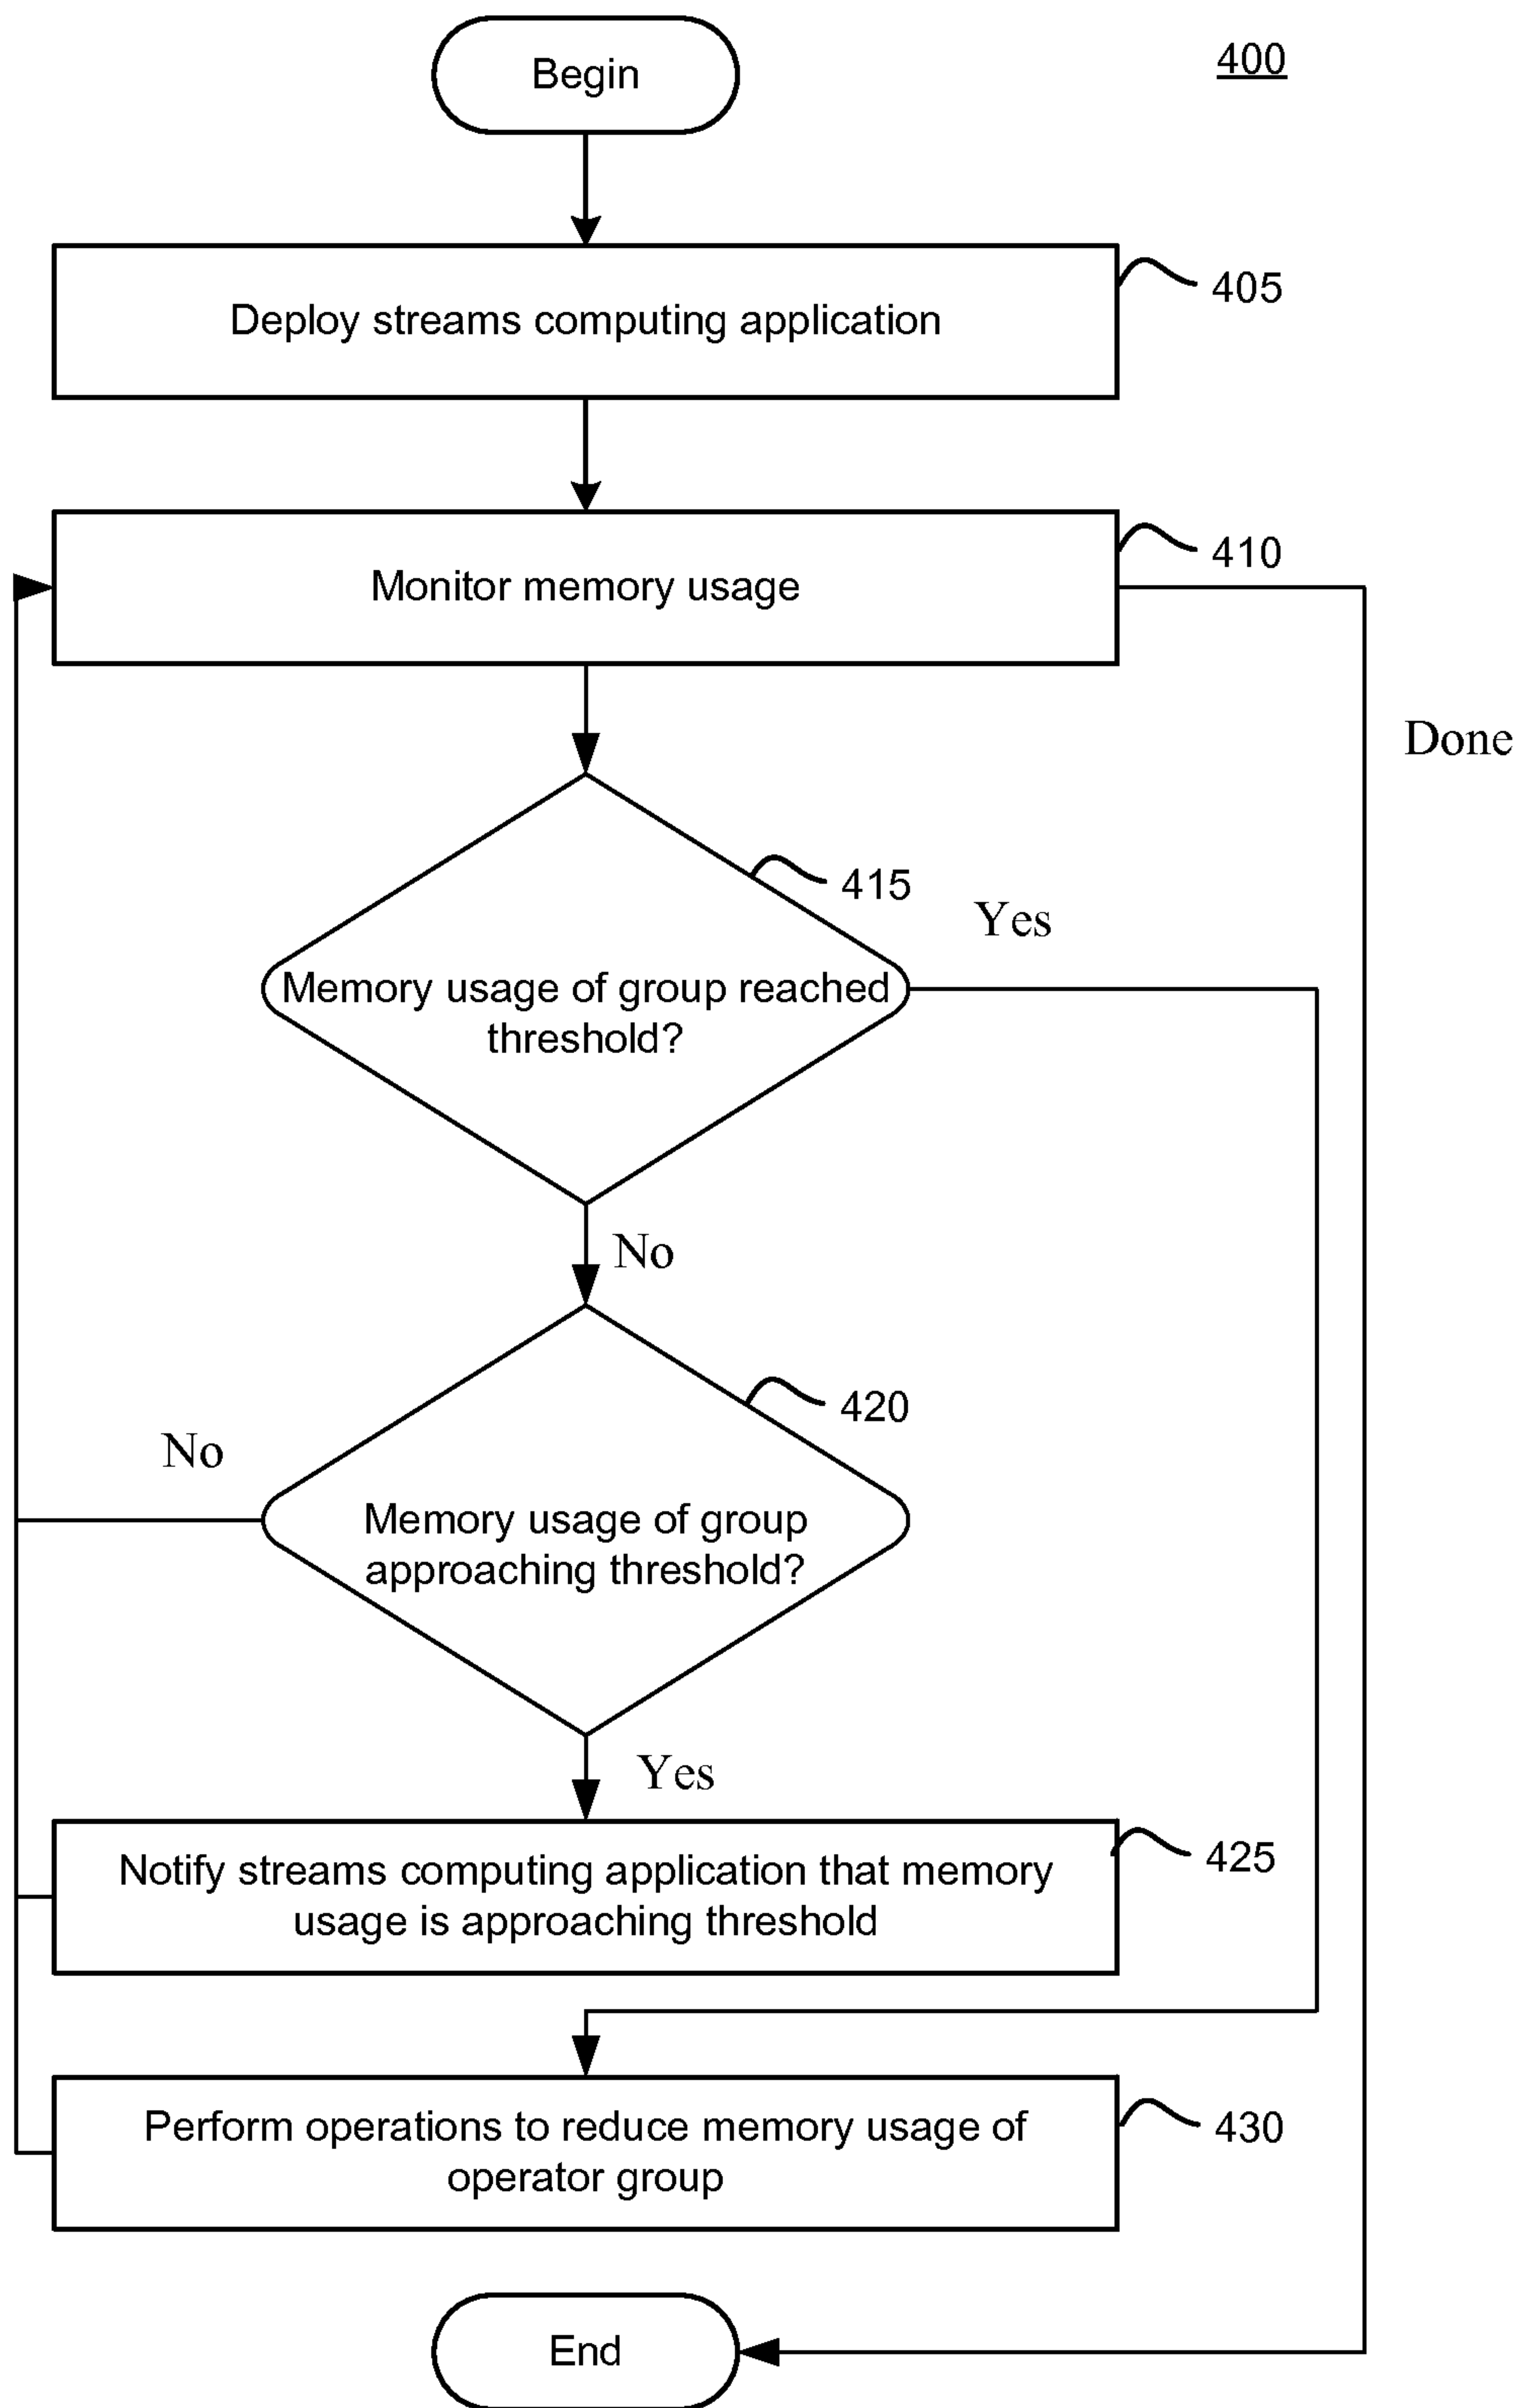 Begin
400
Deploy streams computing application
405
Monitor memory usage
410
Done
415
Yes
Memory usage of group reached
threshold?
No
420
No
Memory usage of group
approaching threshold?
Yes
Notify streams computing application that memory
usage is approaching threshold
425
Perform operations to reduce memory usage of
operator group
430
End